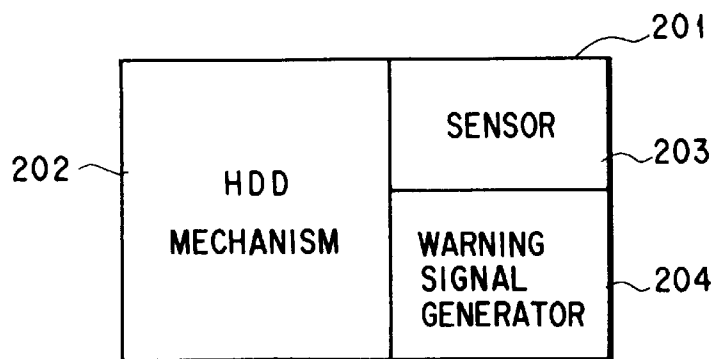 201
SENSOR
203
202
HDD
MECHANISM
WARNING
SIGNAL
GENERATOR
204